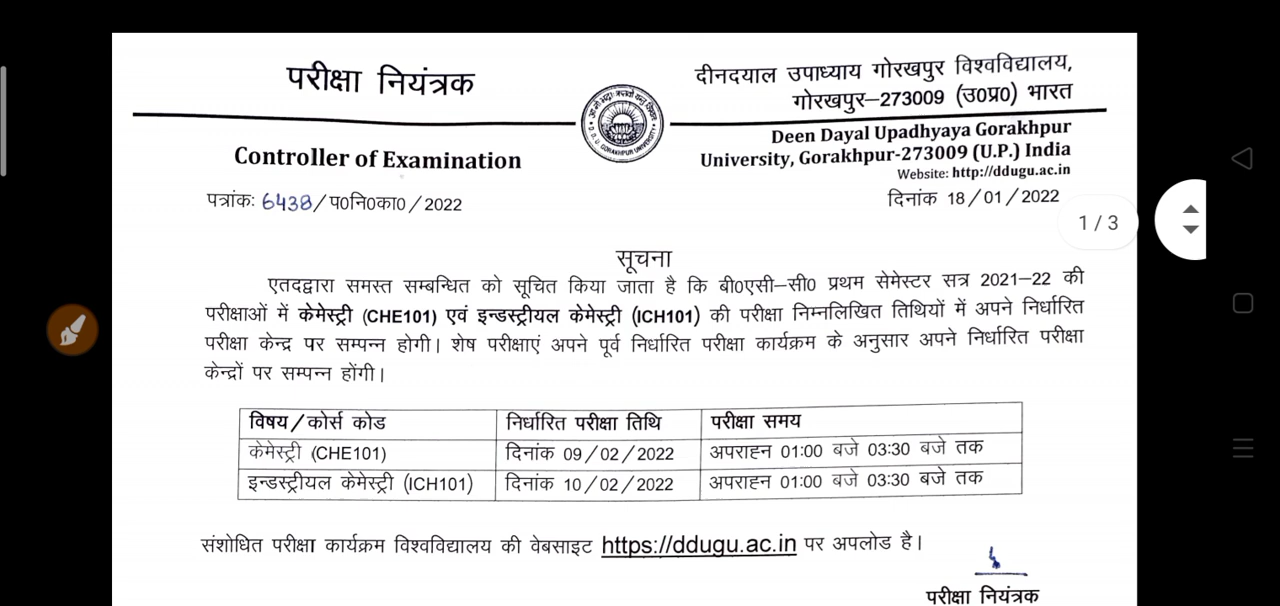 परीक्षा नियंत्रक
दीनदयाल उपाध्याय गोरखपुर विश्वविद्यालय,
गोरखपुर–273009 (उ0प्र0) भारत
Controller of Examination
Deen Dayal Upadhyaya Gorakhpur
University, Gorakhpur-273009 (U.P.) India
Website: http://ddugu.ac.in
पत्रांकः 6438/प0नि0का0/2022
दिनांक 18/01/2022
1/3
सूचना
एतदद्वारा समस्त सम्बन्धित को सूचित किया जाता है कि बी0एसी–सी0 प्रथम सेमेस्टर सत्र 2021–22 की
परीक्षाओं में केमेस्ट्री (CHE101) एवं इन्डस्ट्रीयल केमेस्ट्री (ICH101) की परीक्षा निम्नलिखित तिथियों में अपने निर्धारित
परीक्षा केन्द्र पर सम्पन्न होगी। शेष परीक्षाएं अपने पूर्व निर्धारित परीक्षा कार्यक्रम के अनुसार अपने निर्धारित परीक्षा
केन्द्रों पर सम्पन्न होंगी।
विषय/कोर्स कोड निर्धारित परीक्षा तिथि परीक्षा समय
केमेस्ट्री (CHE101) दिनांक 09/02/2022 अपराह्न 01:00 बजे 03:30 बजे तक
इन्डस्ट्रीयल केमेस्ट्री (ICH101) दिनांक 10/02/2022 अपराह्न 01:00 बजे 03:30 बजे तक
संशोधित परीक्षा कार्यक्रम विश्वविद्यालय की वेबसाइट https://ddugu.ac.in पर अपलोड है।
परीक्षा नियंत्रक